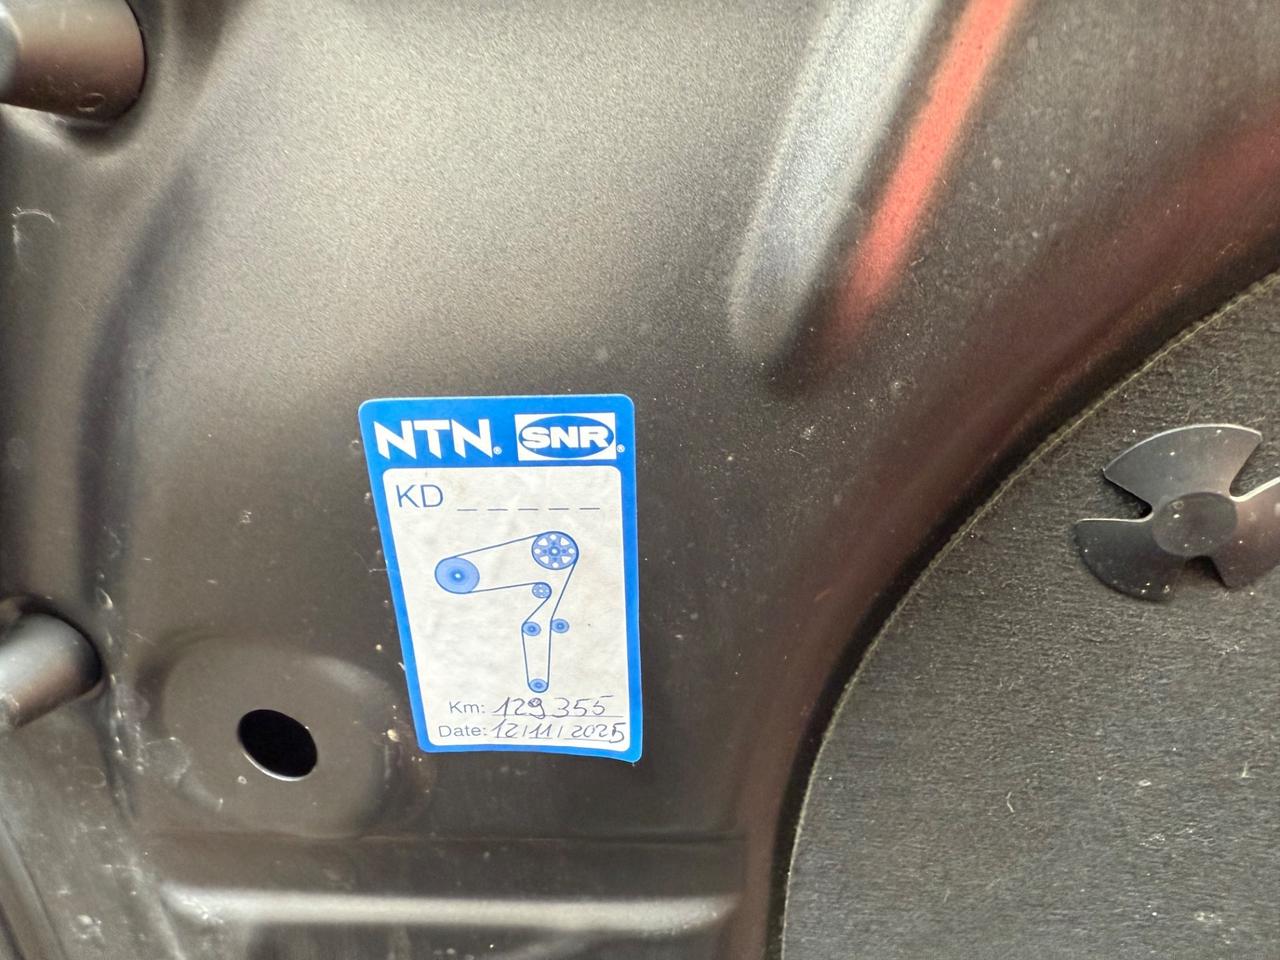 NTN® SNR®
KD _ _ _ _ _
Km: 129 355
Date: 12/11/2025